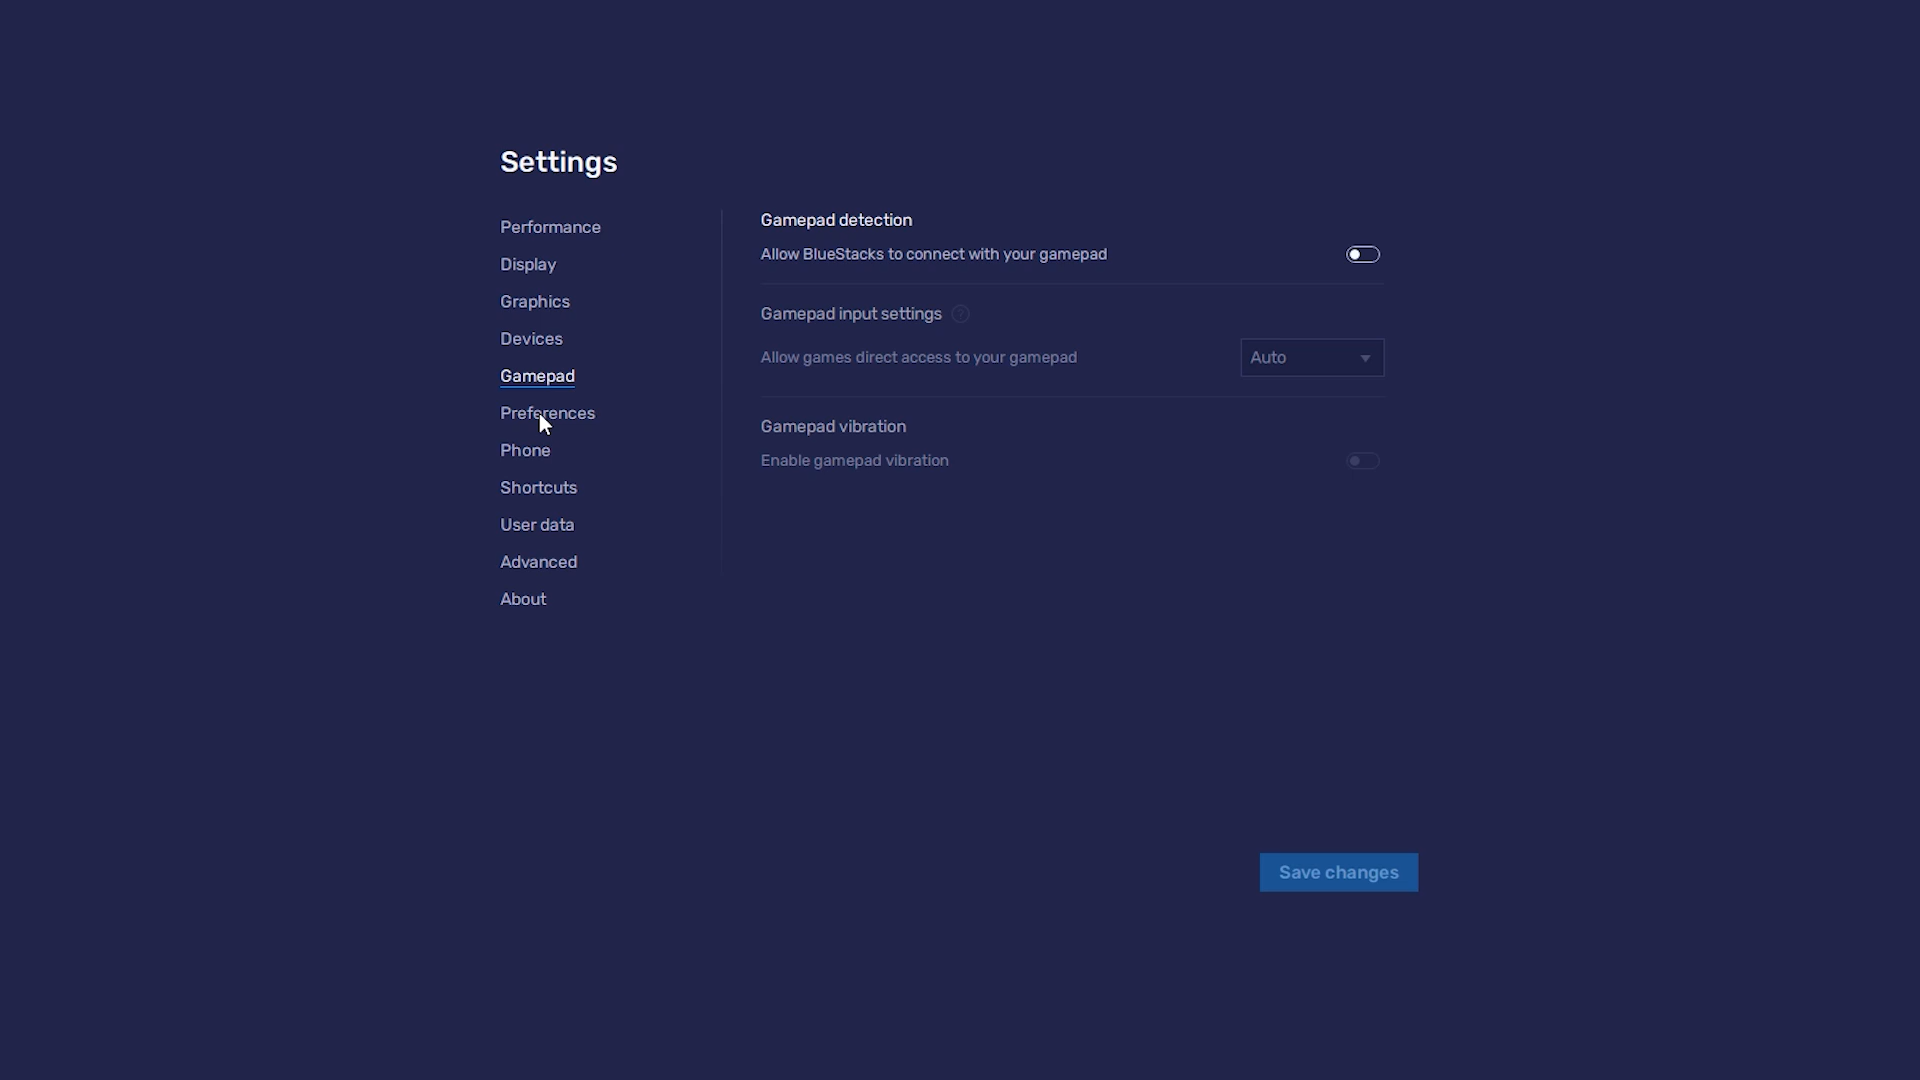 Settings
Performance
Display
Graphics
Devices
Gamepad
Preferences
Phone
Shortcuts
User data
Advanced
About
Gamepad detection
Allow BlueStacks to connect with your gamepad
Gamepad input settings ?
Allow games direct access to your gamepad
Auto
Gamepad vibration
Enable gamepad vibration
Save changes